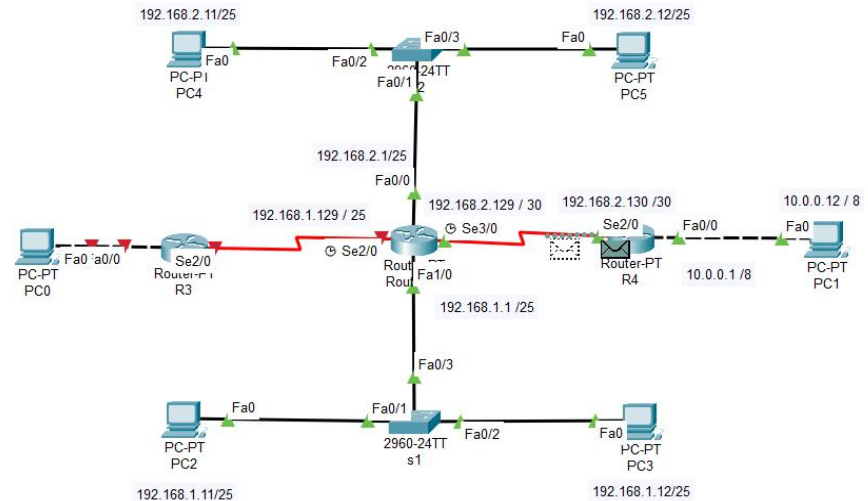 192.168.2.11/25
192.168.2.12/25
Fa0/3
Fa0
Fa0
Fa0/2
PC-PT
PC4
2960-24TT
Fa0/1
PC-PT
PC5
192.168.2.1/25
Fa0/0
192.168.1.129 / 25
192.168.2.129 / 30
192.168.2.130 /30
10.0.0.12 / 8
Se3/0
Se2/0
Fa0/0
Fa0
Fa0
Se2/0
Se2/0
PC-PT
PC0
R3
Fa1/0
Router-PT
R4
10.0.0.1 /8
PC-PT
PC1
192.168.1.1 /25
Fa0/3
Fa0
Fa0/1
Fa0/2
Fa0
PC-PT
PC2
2960-24TT
s1
PC-PT
PC3
192.168.1.11/25
192.168.1.12/25